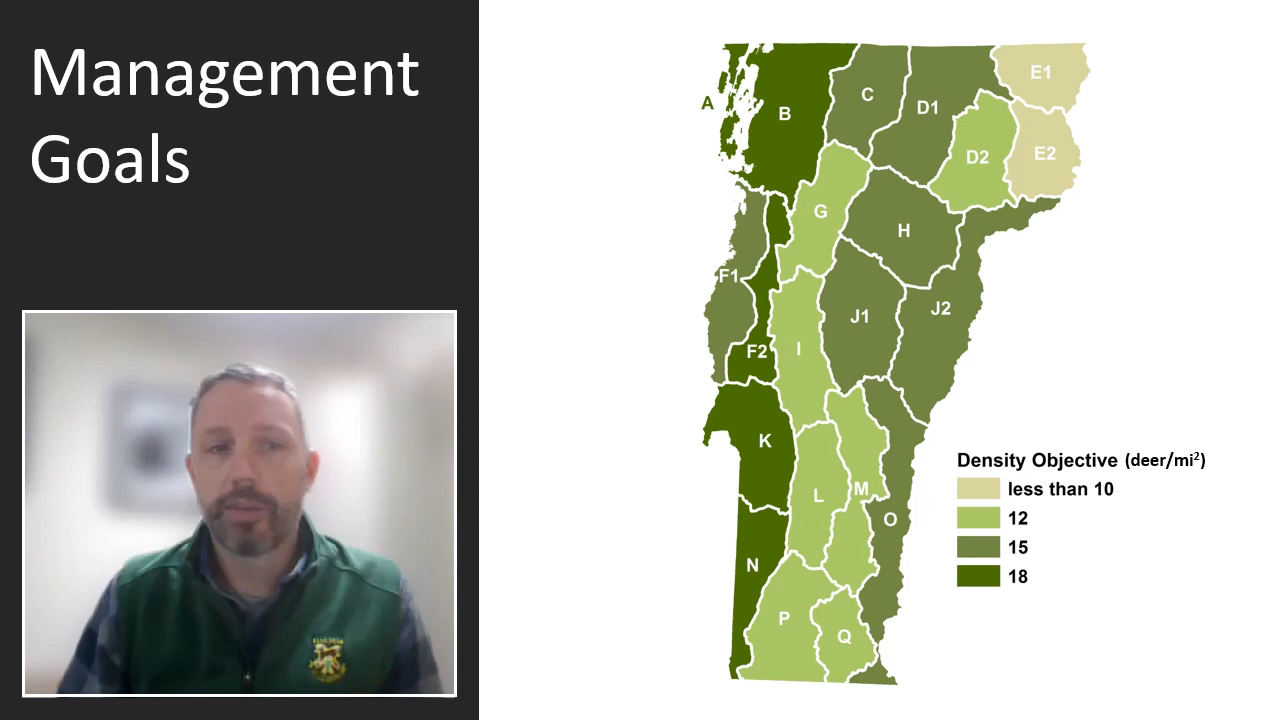 Management
Goals
A
B
C
D1
E1
D2
E2
G
H
F1
J1
J2
F2
I
K
L
M
O
N
P
Q
Density Objective (deer/mi²)
less than 10
12
15
18